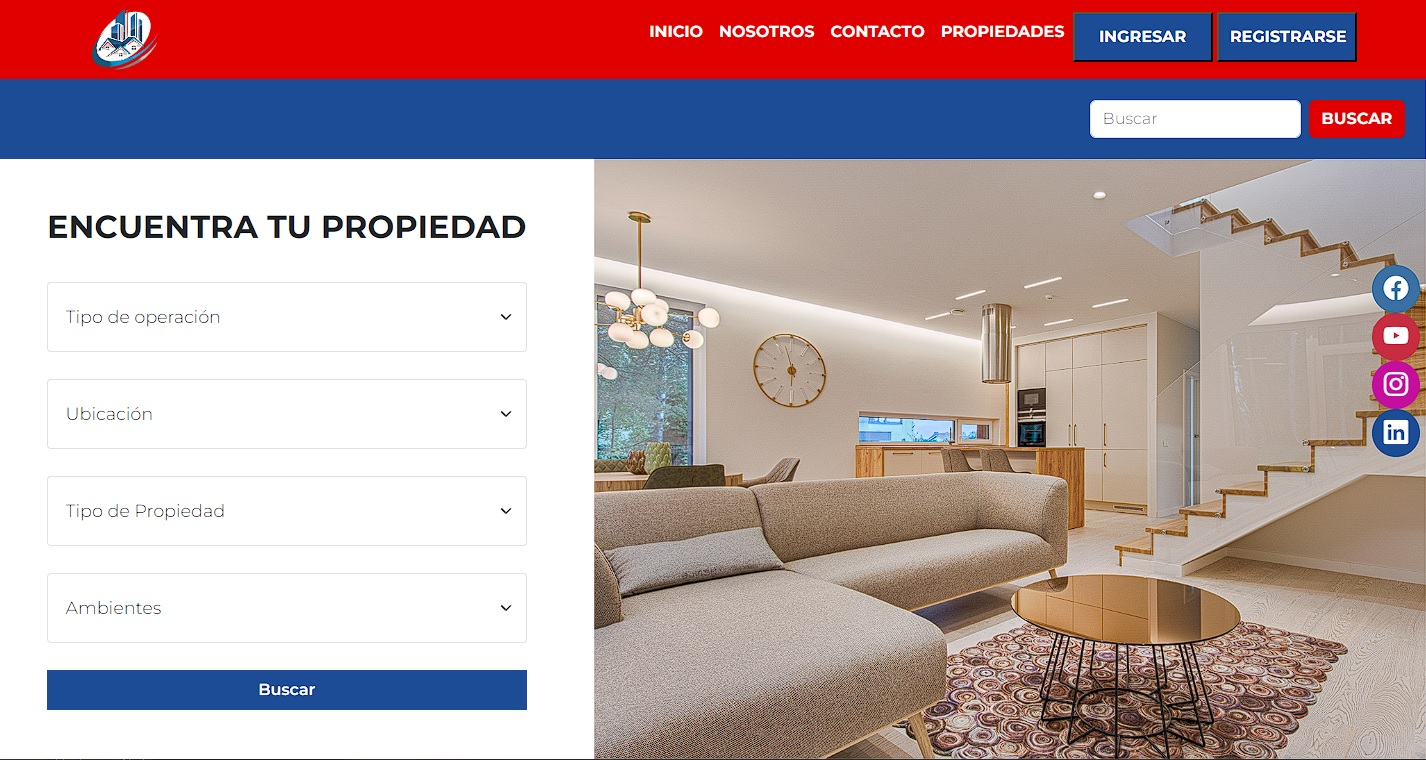 INICIO NOSOTROS CONTACTO PROPIEDADES INGRESAR REGISTRARSE
Buscar BUSCAR
ENCUENTRA TU PROPIEDAD
Tipo de operación
Ubicación
Tipo de Propiedad
Ambientes
Buscar
in